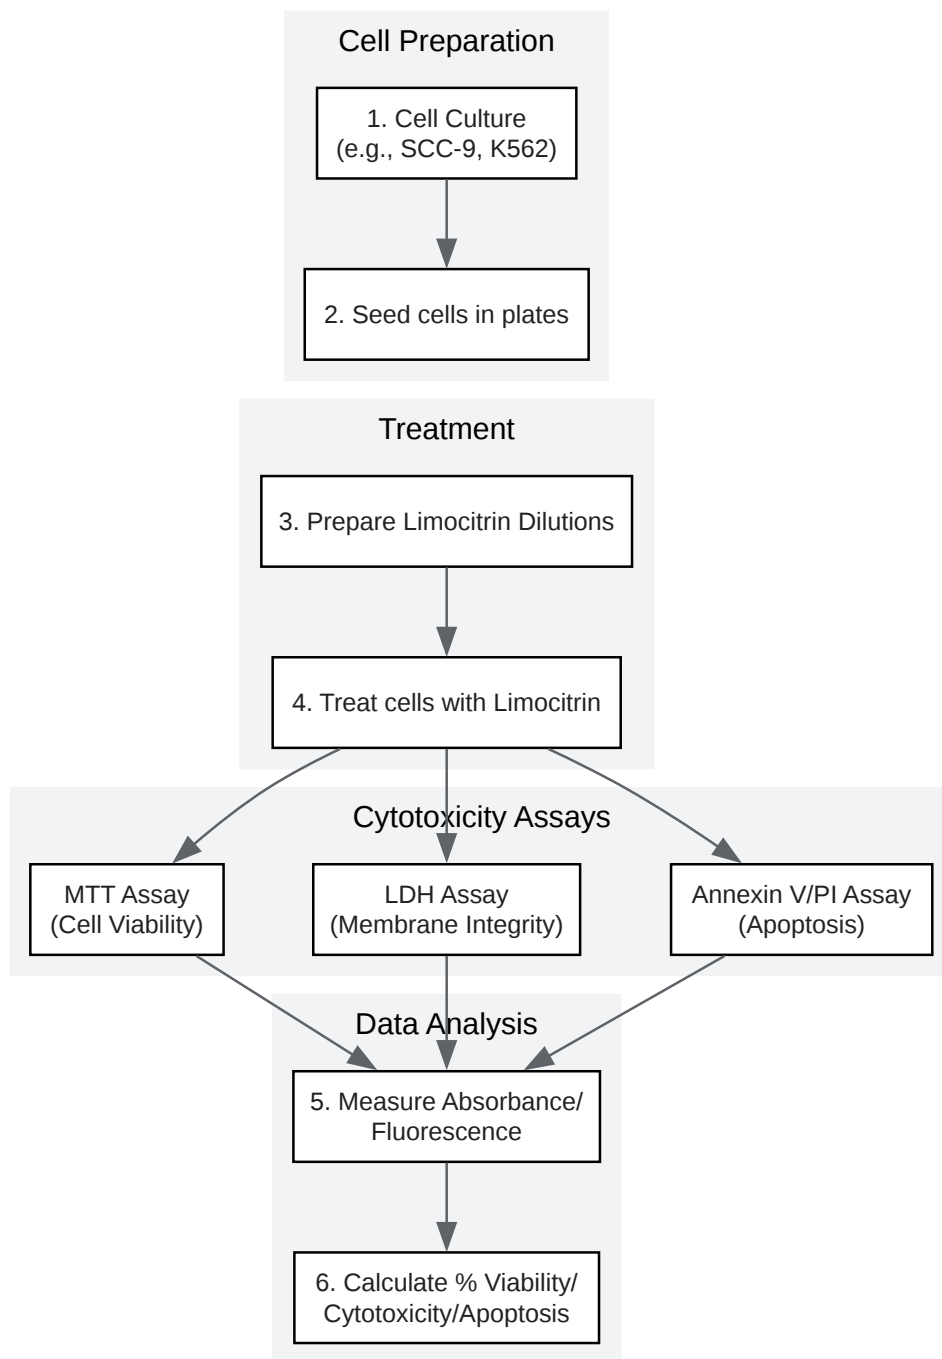 Cell Preparation
1. Cell Culture
(e.g., SCC-9, K562)
2. Seed cells in plates
Treatment
3. Prepare Limocitrin Dilutions
4. Treat cells with Limocitrin
Cytotoxicity Assays
MTT Assay
(Cell Viability)
LDH Assay
(Membrane Integrity)
Annexin V/PI Assay
(Apoptosis)
Data Analysis
5. Measure Absorbance/
Fluorescence
6. Calculate % Viability/
Cytotoxicity/Apoptosis